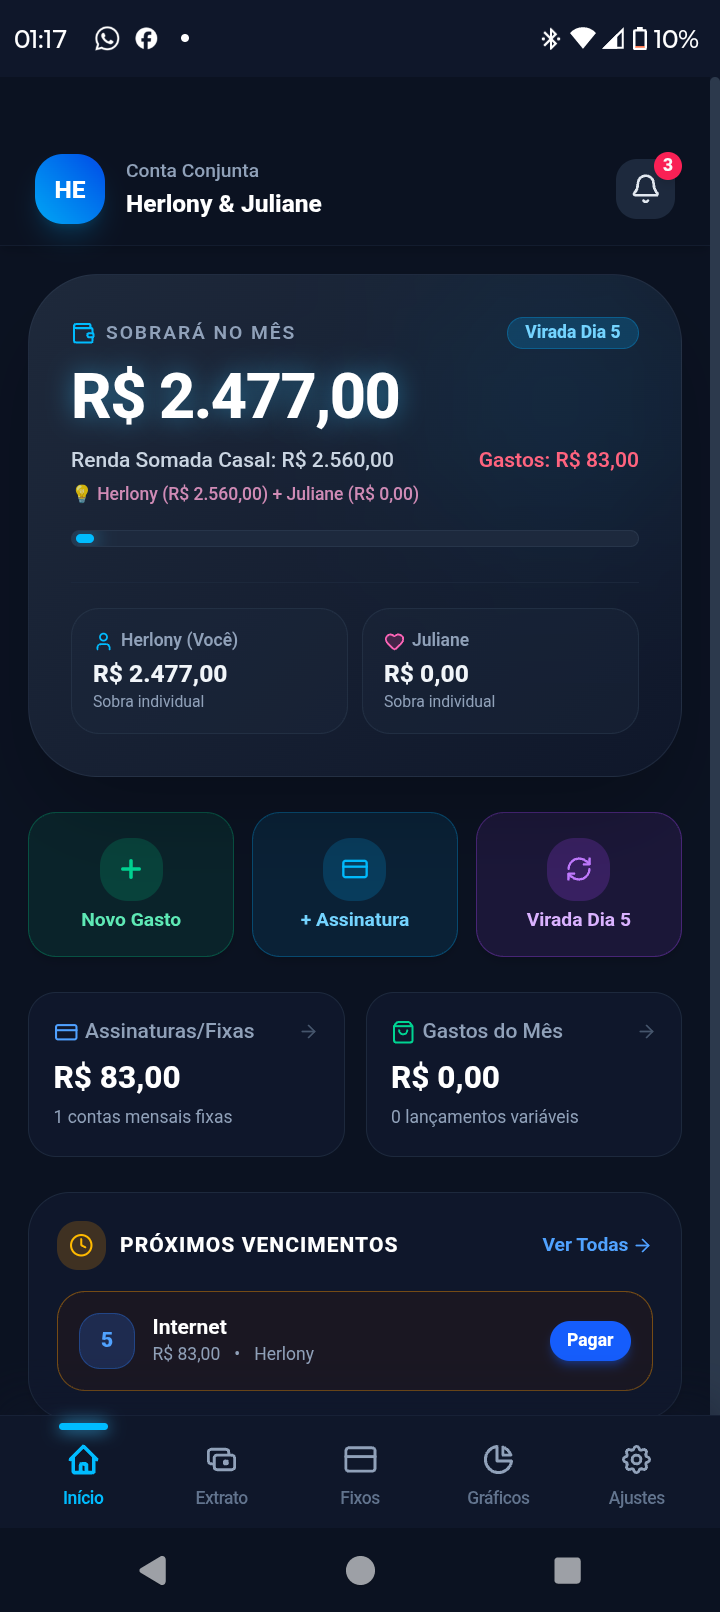 01:17 10%
Conta Conjunta
HE
Herlony & Juliane
3
SOBRARÁ NO MÊS
Virada Dia 5
R$ 2.477,00
Renda Somada Casal: R$ 2.560,00
Gastos: R$ 83,00
💡 Herlony (R$ 2.560,00) + Juliane (R$ 0,00)
Herlony (Você)
R$ 2.477,00
Sobra individual
Juliane
R$ 0,00
Sobra individual
Novo Gasto
+ Assinatura
Virada Dia 5
Assinaturas/Fixas
R$ 83,00
1 contas mensais fixas
Gastos do Mês
R$ 0,00
0 lançamentos variáveis
PRÓXIMOS VENCIMENTOS
Ver Todas →
5
Internet
R$ 83,00 • Herlony
Pagar
Início
Extrato
Fixos
Gráficos
Ajustes